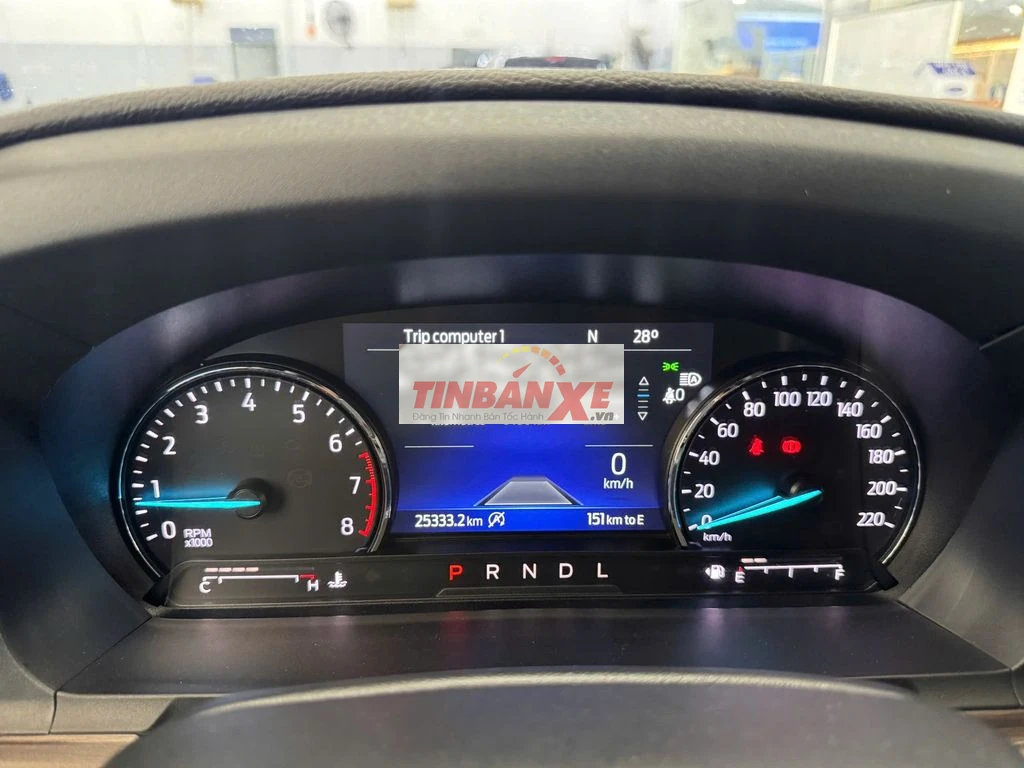 Trip computer 1 N 28°
TINBANXE.vn
Đăng Tin Nhanh Bán Tốc Hành
A
0
0
km/h
25333.2 km
151 km to E
0 1 2 3 4 5 6 7 8
RPM
x1000
0 20 40 60 80 100 120 140 160 180 200 220
km/h
C H
P R N D L
E F